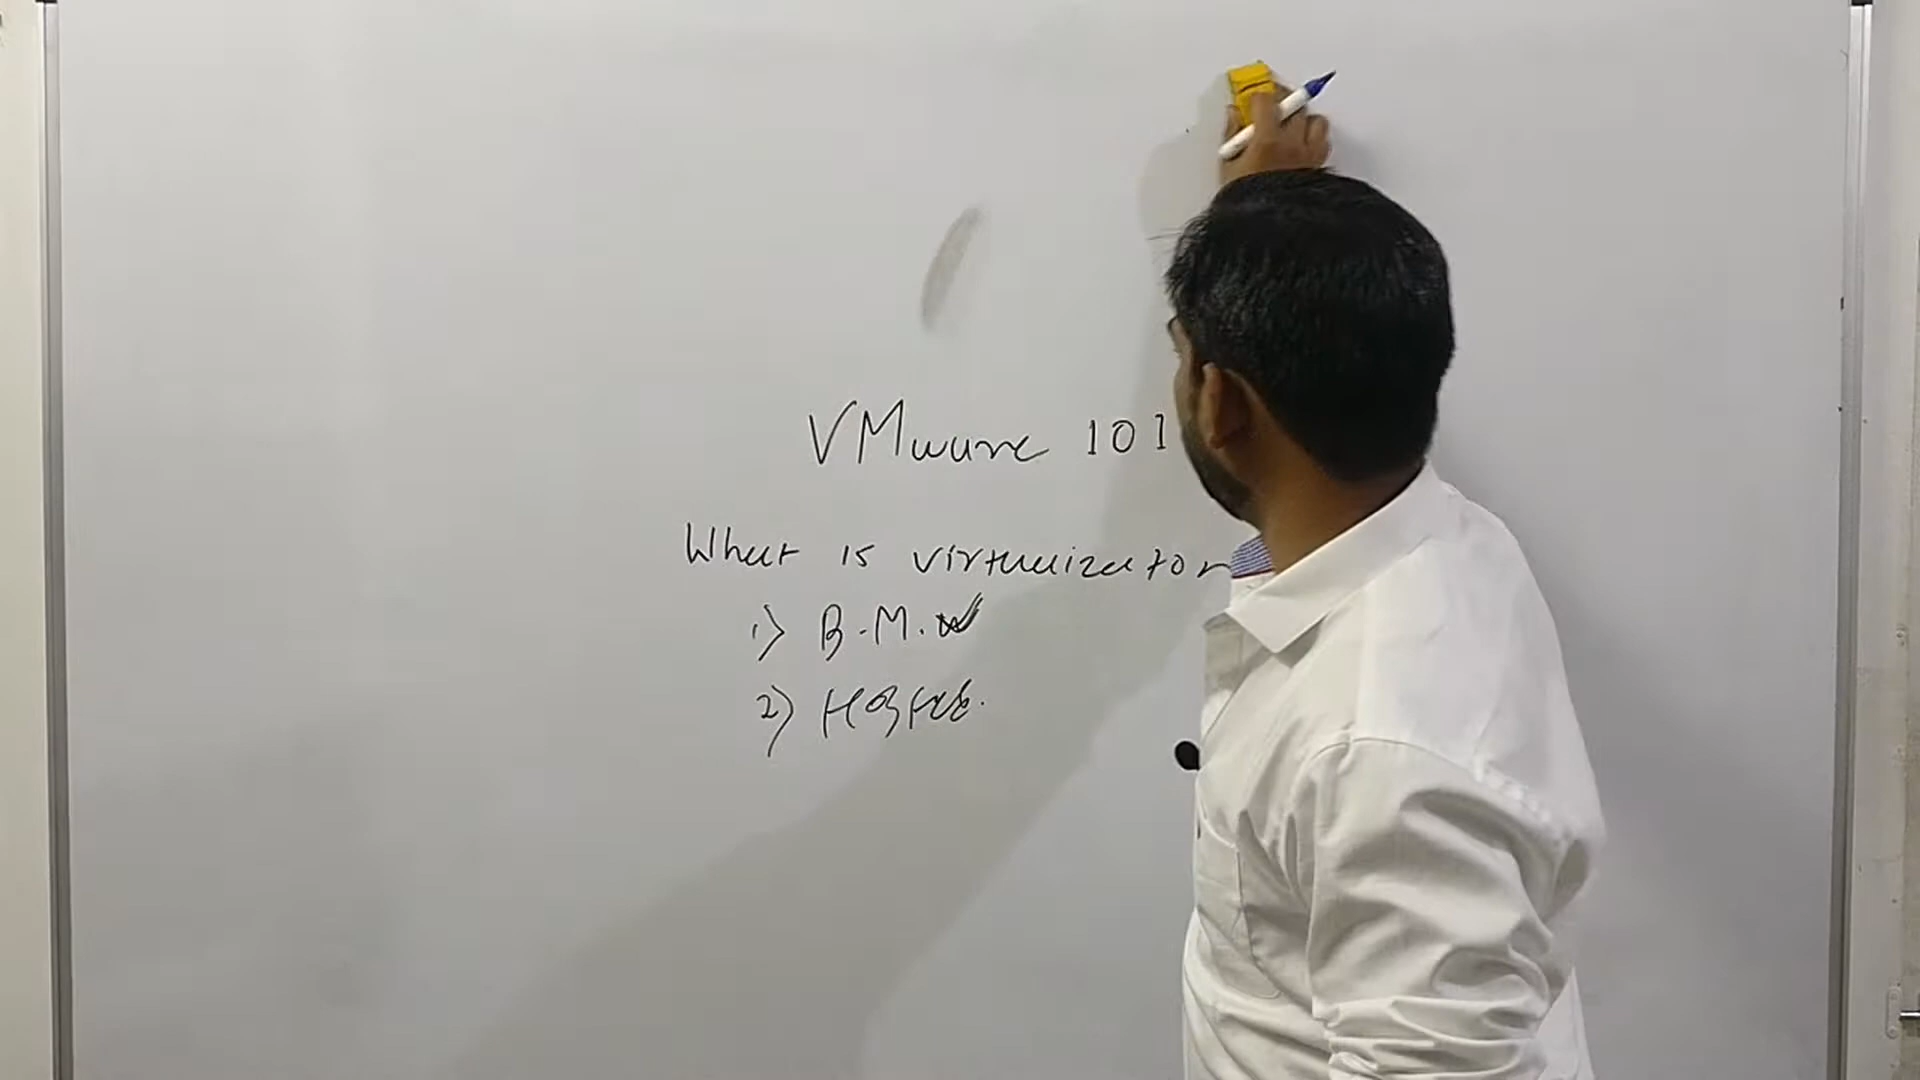 VMware 101
What is virtualization
1) B.M.
2) Hosted.